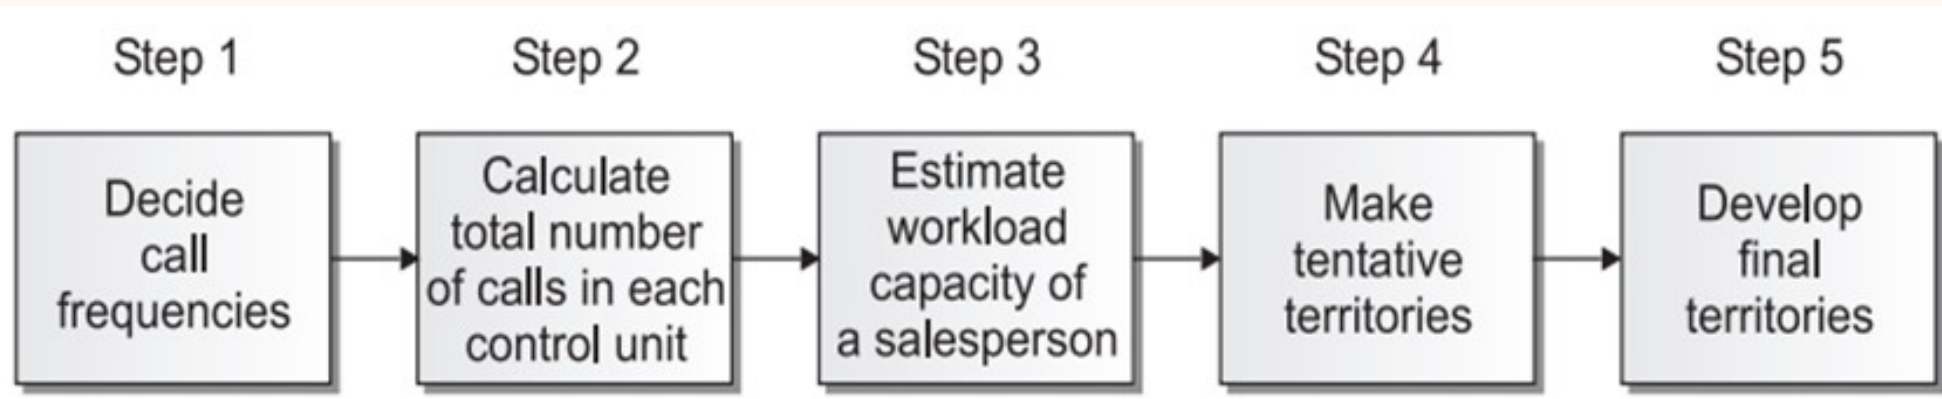 Step 1
Step 2
Step 3
Step 4
Step 5
Decide
call
frequencies
Calculate
total number
of calls in each
control unit
Estimate
workload
capacity of
a salesperson
Make
tentative
territories
Develop
final
territories